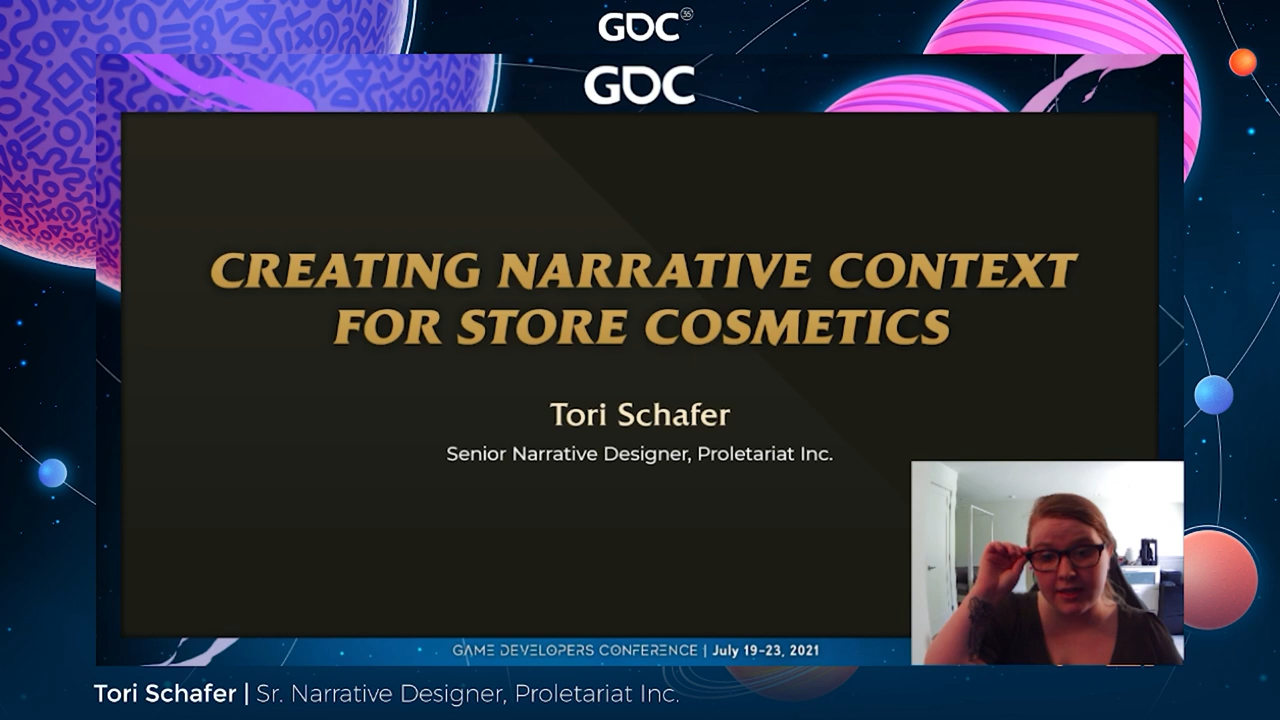 GDC 35
GDC
CREATING NARRATIVE CONTEXT
FOR STORE COSMETICS
Tori Schafer
Senior Narrative Designer, Proletariat Inc.
GAME DEVELOPERS CONFERENCE | July 19-23, 2021
Tori Schafer | Sr. Narrative Designer, Proletariat Inc.